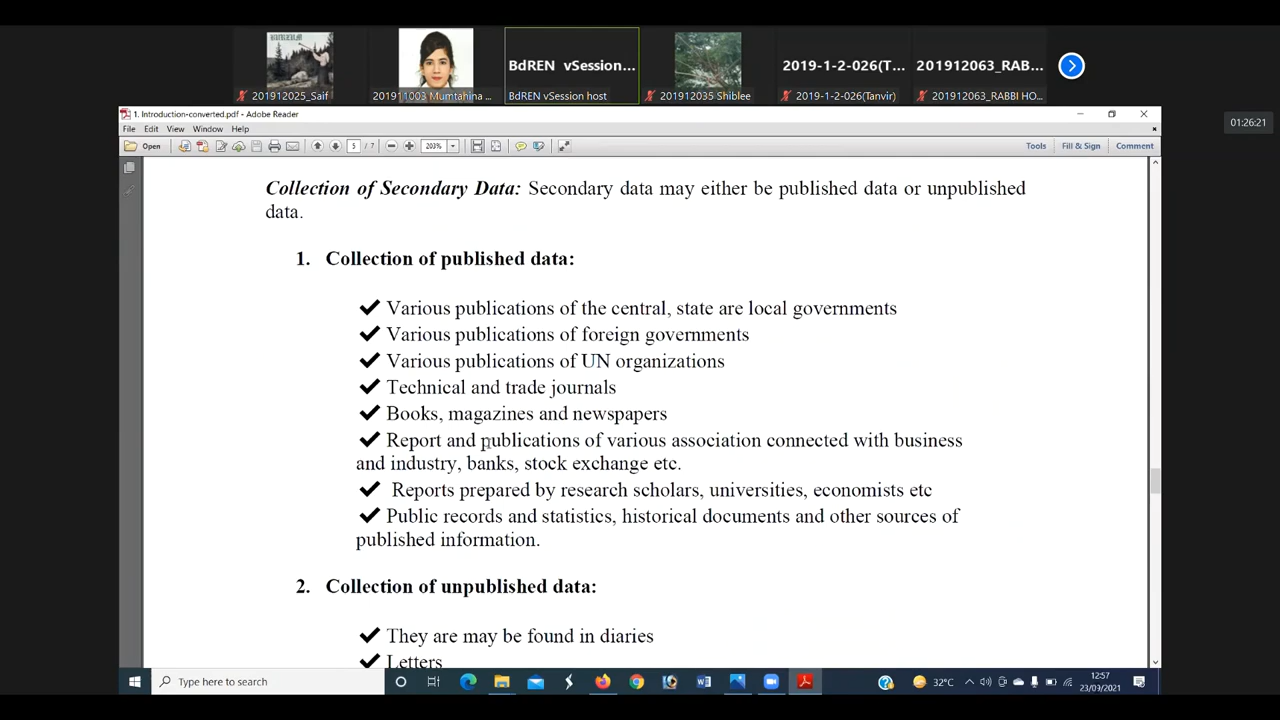 BURZUM
BdREN vSession...
2019-1-2-026(T...
201912063_RAB...
201912025_Saif
201911003 Mumtahina ...
BdREN vSession host
201912035 Shiblee
2019-1-2-026(Tanvir)
201912063_RABBI HO...
01:26:21
1. Introduction-converted.pdf - Adobe Reader
File Edit View Window Help
Open 5 / 7 203% Tools Fill & Sign Comment
Collection of Secondary Data: Secondary data may either be published data or unpublished
data.
1. Collection of published data:
✔ Various publications of the central, state are local governments
✔ Various publications of foreign governments
✔ Various publications of UN organizations
✔ Technical and trade journals
✔ Books, magazines and newspapers
✔ Report and publications of various association connected with business
and industry, banks, stock exchange etc.
✔ Reports prepared by research scholars, universities, economists etc
✔ Public records and statistics, historical documents and other sources of
published information.
2. Collection of unpublished data:
✔ They are may be found in diaries
✔ Letters
Type here to search
32°C
12:57
23/03/2021